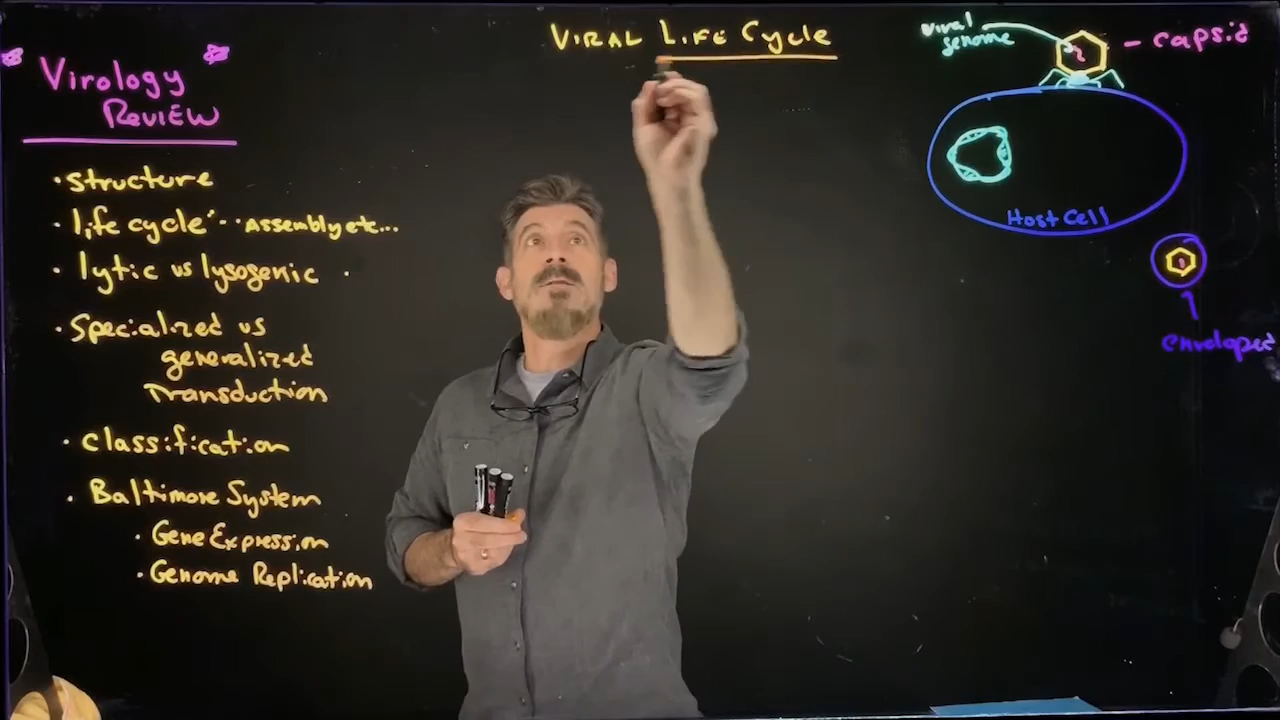 Virology
Review
• Structure
• life cycle - • Assembly etc...
• lytic vs lysogenic •
• Specialized vs
generalized
Transduction
• Classification
• Baltimore System
• Gene Expression
• Genome Replication
Viral Life Cycle
viral
genome
- capsid
Host Cell
enveloped